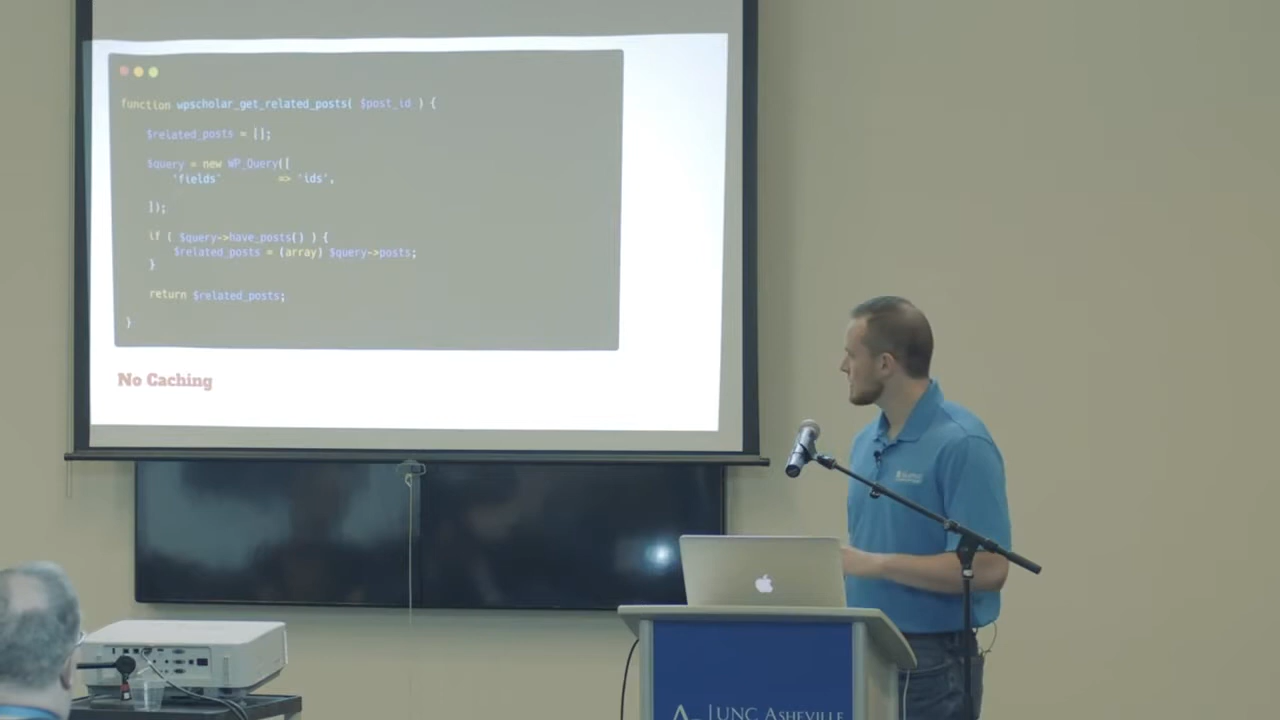 function wpscholar_get_related_posts( $post_id ) {
$related_posts = [];
$query = new WP_Query([
'fields' => 'ids',
]);
if ( $query->have_posts() ) {
$related_posts = (array) $query->posts;
}
return $related_posts;
}
No Caching
UNC ASHEVILLE